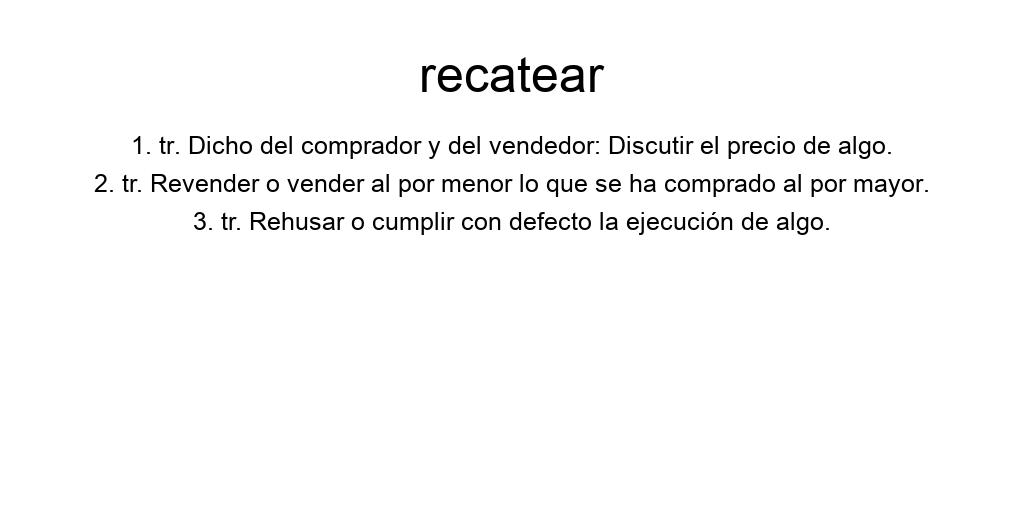 recatear
1. tr. Dicho del comprador y del vendedor: Discutir el precio de algo.
2. tr. Revender o vender al por menor lo que se ha comprado al por mayor.
3. tr. Rehusar o cumplir con defecto la ejecución de algo.